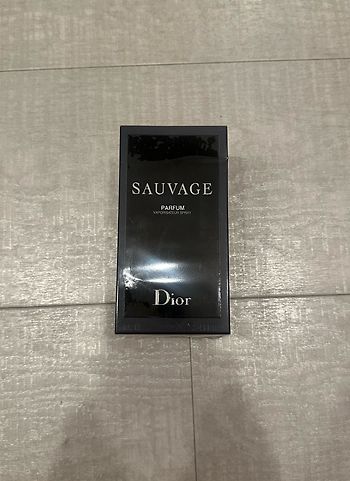 SAUVAGE
PARFUM
VAPORISATEUR SPRAY
Dior